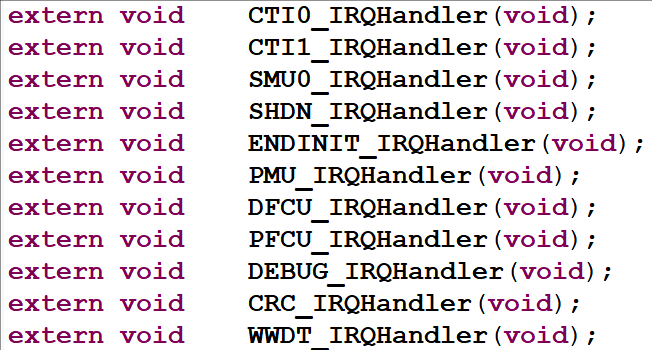 extern void    CTI0_IRQHandler(void);
extern void    CTI1_IRQHandler(void);
extern void    SMU0_IRQHandler(void);
extern void    SHDN_IRQHandler(void);
extern void    ENDINIT_IRQHandler(void);
extern void    PMU_IRQHandler(void);
extern void    DFCU_IRQHandler(void);
extern void    PFCU_IRQHandler(void);
extern void    DEBUG_IRQHandler(void);
extern void    CRC_IRQHandler(void);
extern void    WWDT_IRQHandler(void);